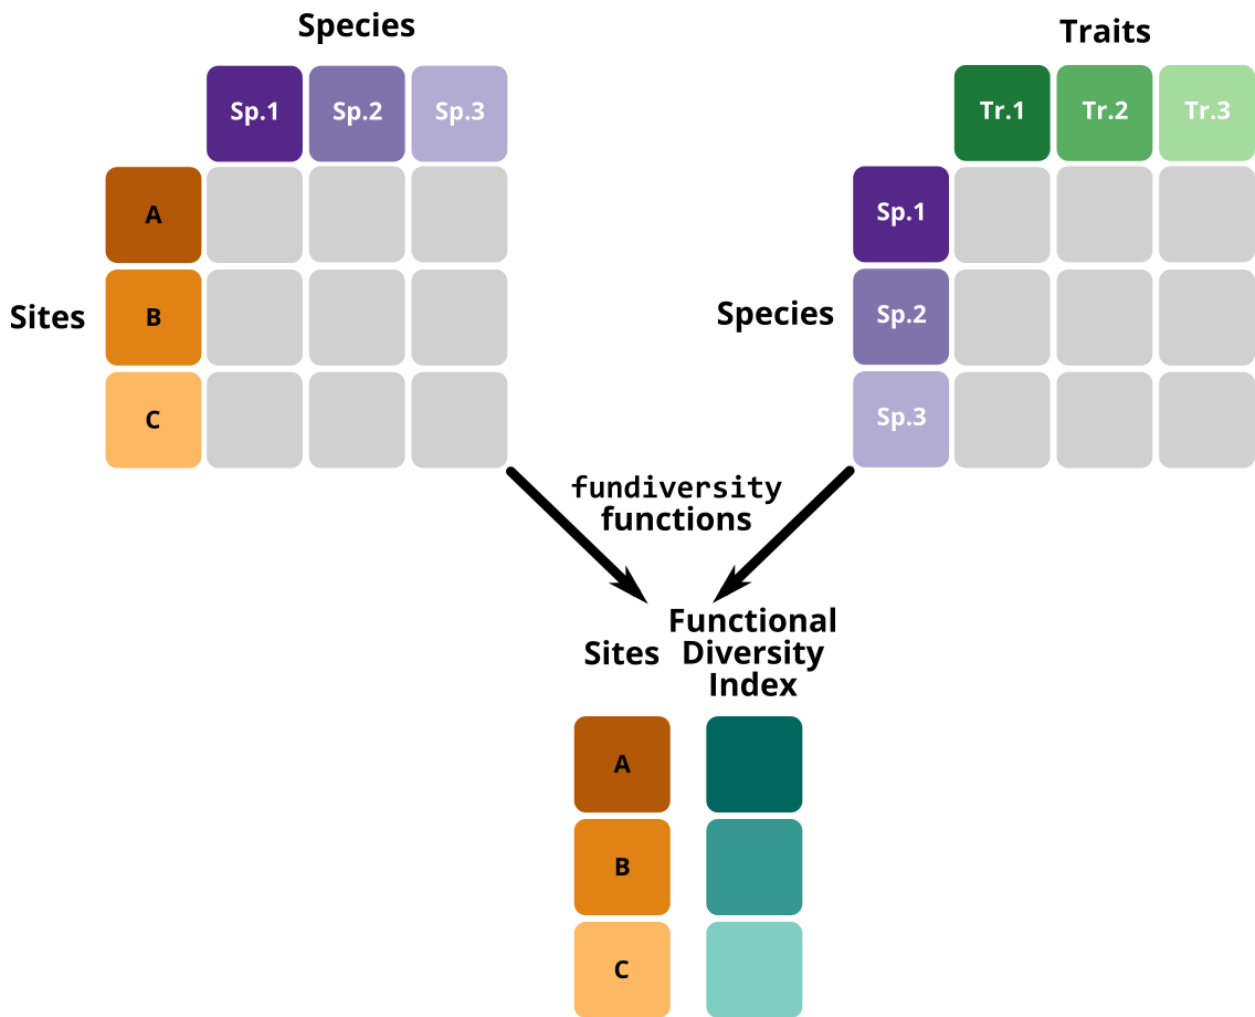 Species
Sp.1 Sp.2 Sp.3
A
Sites B
C
Traits
Tr.1 Tr.2 Tr.3
Sp.1
Species Sp.2
Sp.3
fundiversity
functions
Sites
Functional
Diversity
Index
A
B
C